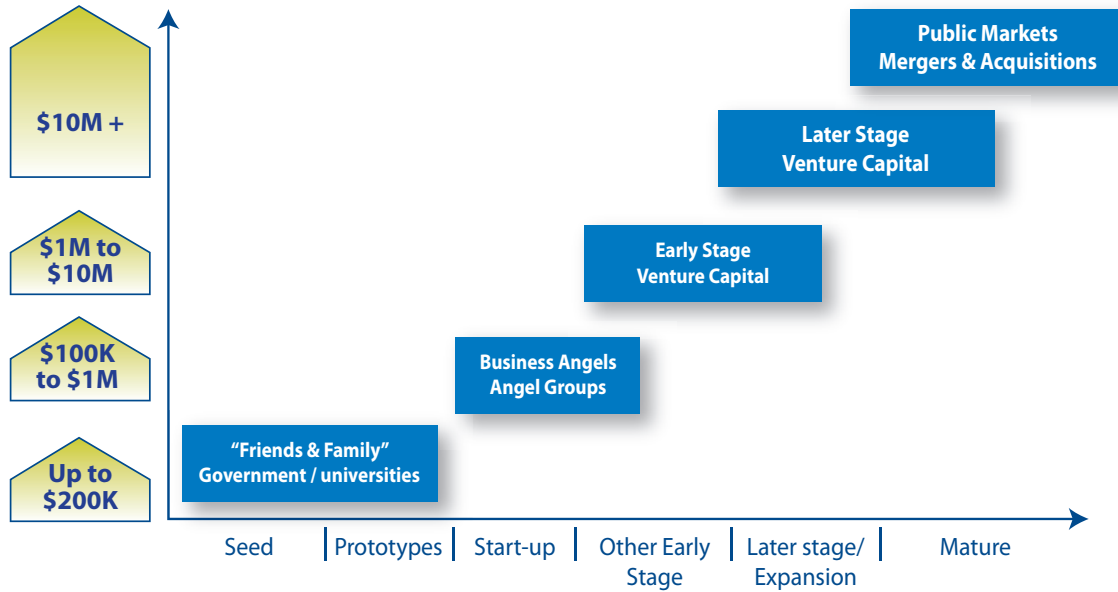 Public Markets
Mergers & Acquisitions
$10M +
Later Stage
Venture Capital
$1M to
$10M
Early Stage
Venture Capital
$100K
to $1M
Business Angels
Angel Groups
Up to
$200K
“Friends & Family”
Government / universities
Seed
Prototypes
Start-up
Other Early
Stage
Later stage/
Expansion
Mature